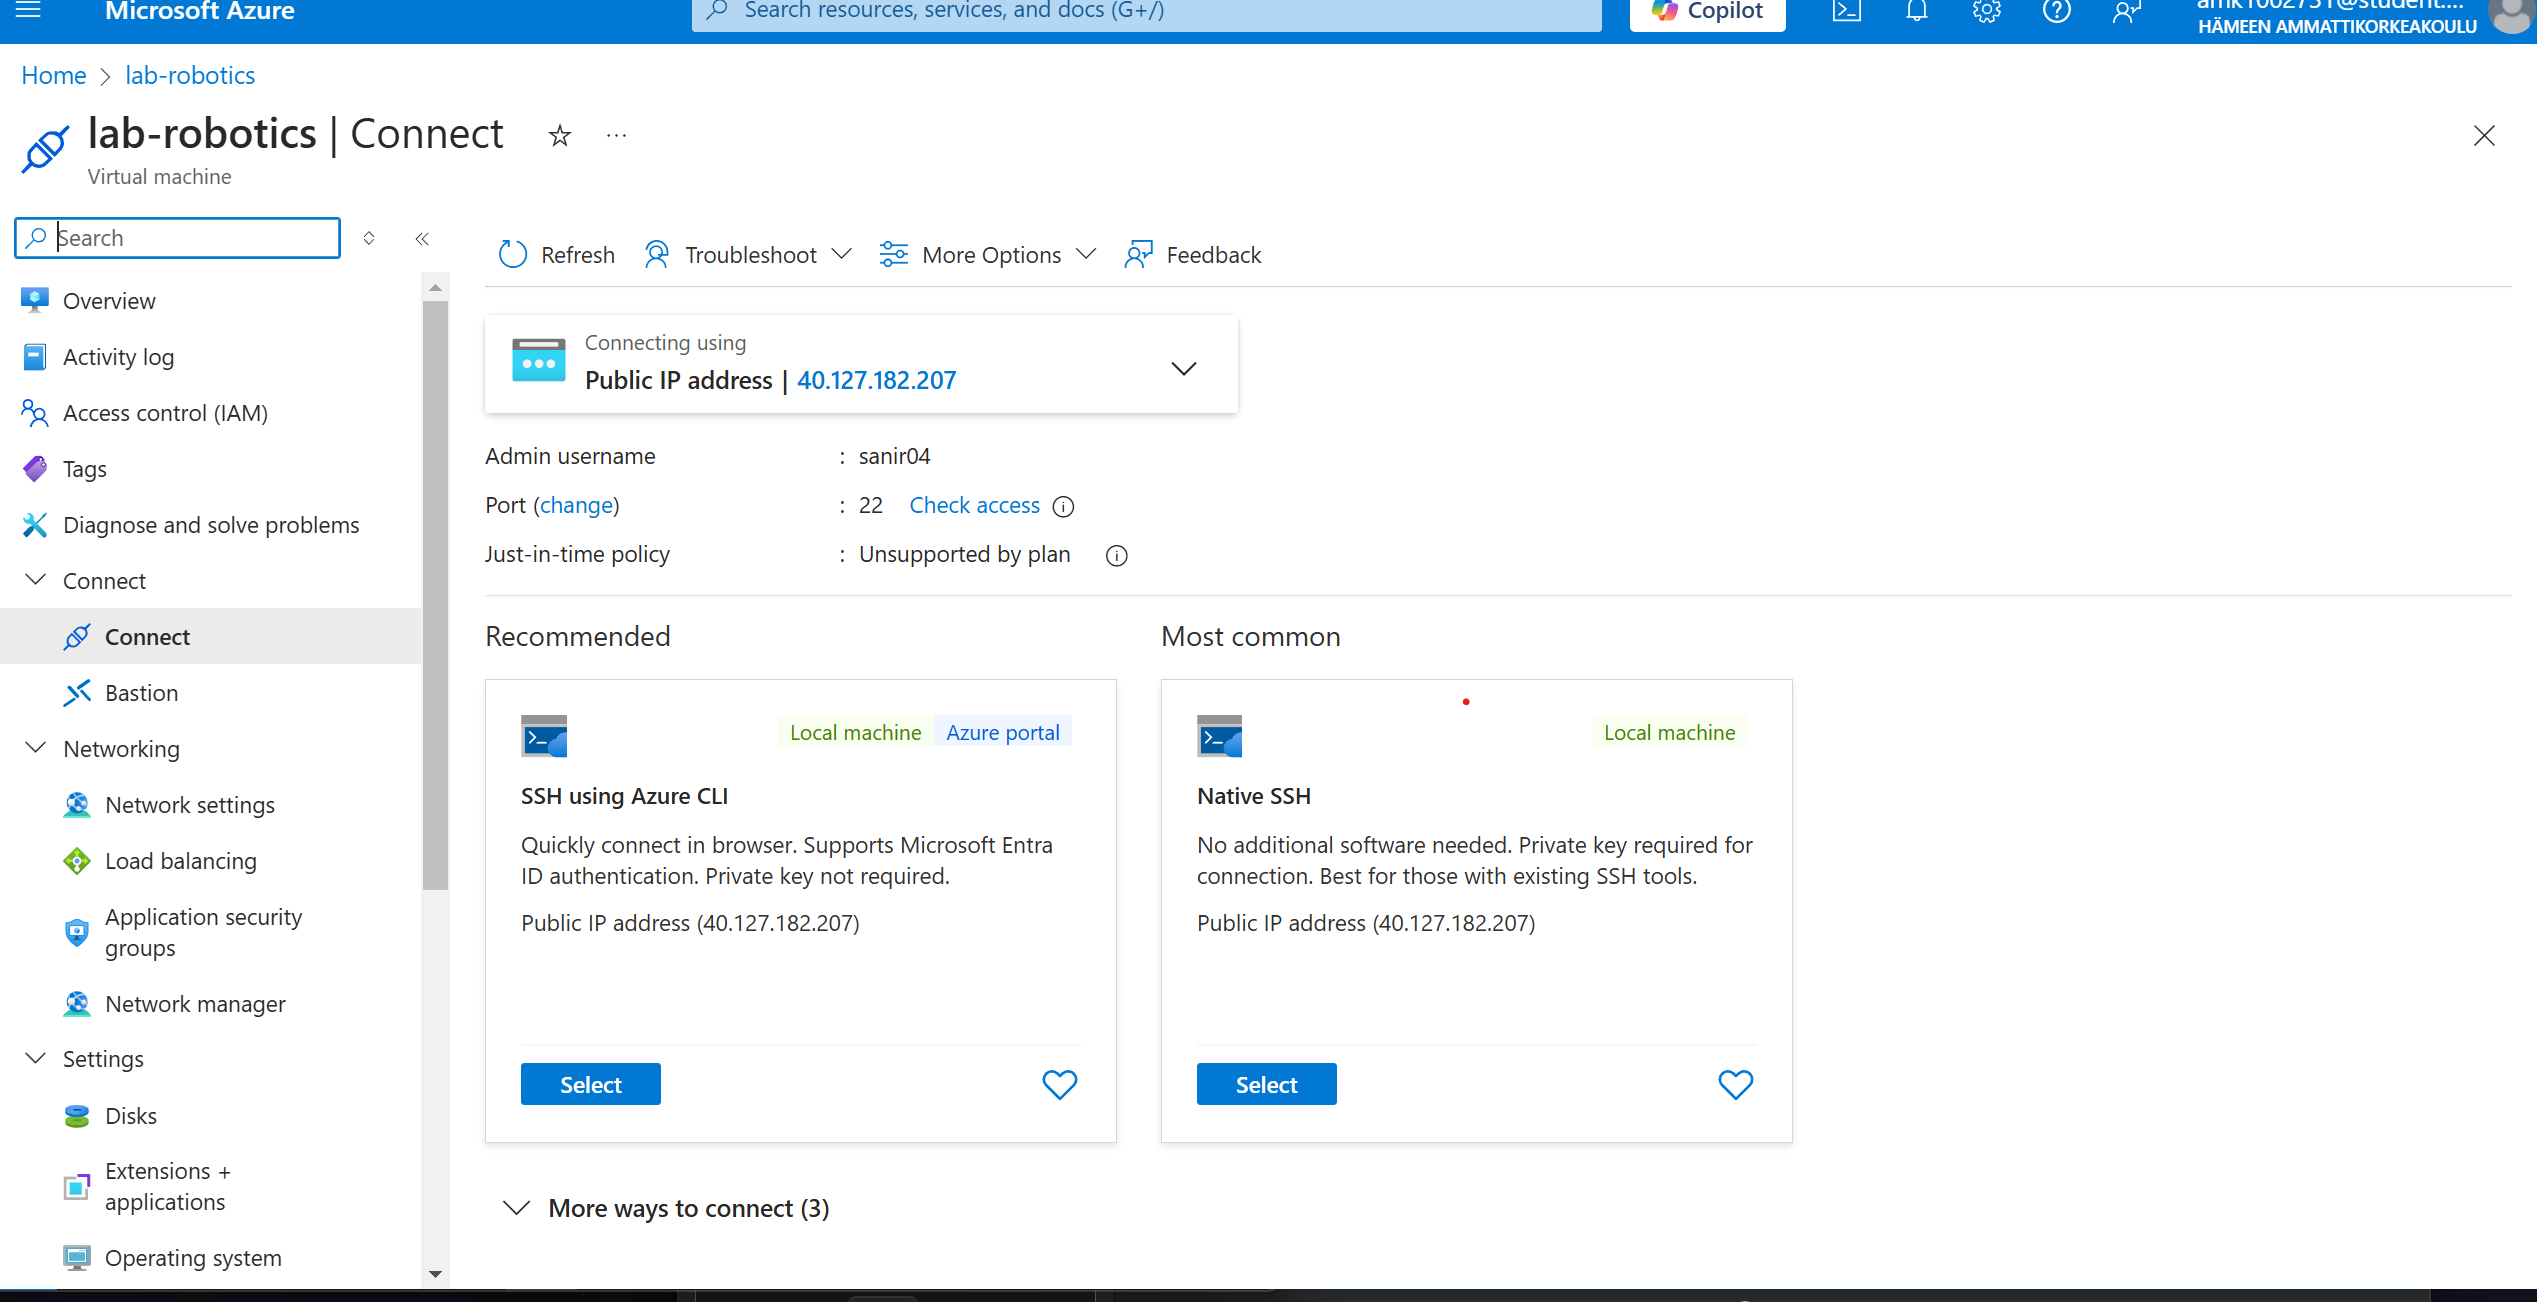 Microsoft Azure
Search resources, services, and docs (G+/)
Copilot
HÄMEEN AMMATTIKORKEAKOULU
Home > lab-robotics
lab-robotics | Connect
Virtual machine
Search
Refresh
Troubleshoot
More Options
Feedback
Overview
Activity log
Access control (IAM)
Tags
Diagnose and solve problems
Connect
Connect
Bastion
Networking
Network settings
Load balancing
Application security
groups
Network manager
Settings
Disks
Extensions +
applications
Operating system
Connecting using
Public IP address | 40.127.182.207
Admin username : sanir04
Port (change) : 22 Check access
Just-in-time policy : Unsupported by plan
Recommended
Local machine Azure portal
SSH using Azure CLI
Quickly connect in browser. Supports Microsoft Entra
ID authentication. Private key not required.
Public IP address (40.127.182.207)
Select
Most common
Local machine
Native SSH
No additional software needed. Private key required for
connection. Best for those with existing SSH tools.
Public IP address (40.127.182.207)
Select
More ways to connect (3)